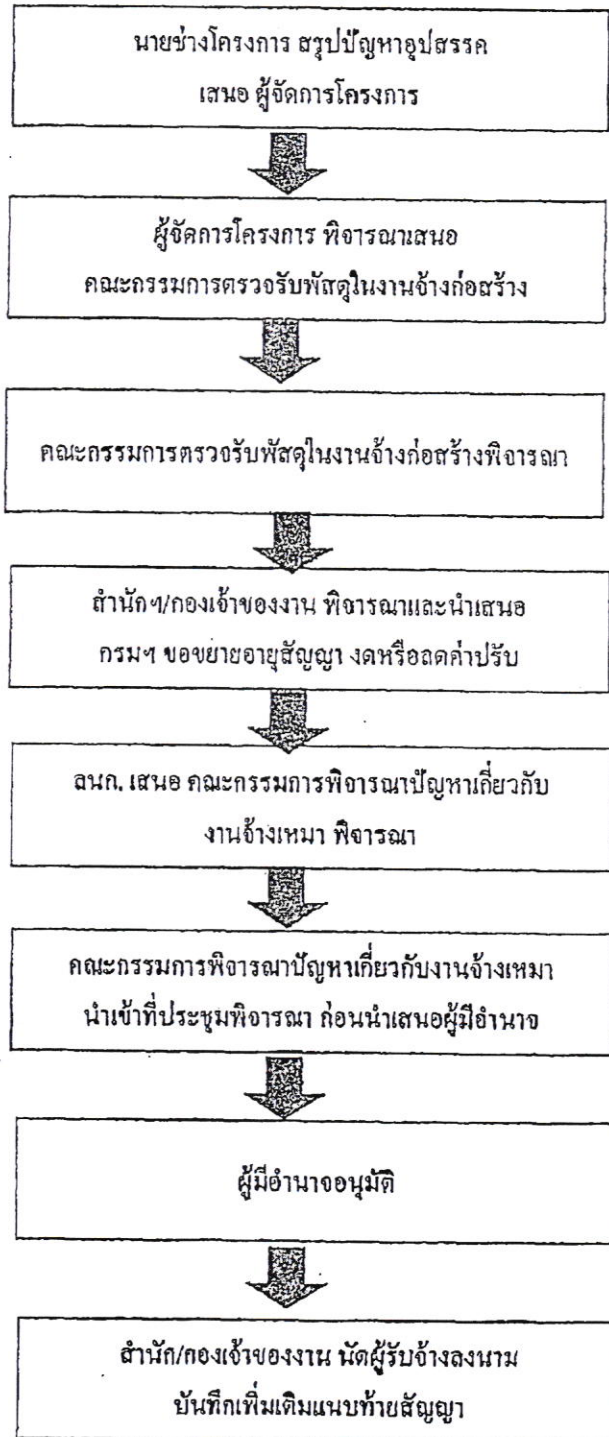 นายช่างโครงการ สรุปปัญหาอุปสรรค
เสนอ ผู้จัดการโครงการ
ผู้จัดการโครงการ พิจารณาเสนอ
คณะกรรมการตรวจรับพัสดุในงานจ้างก่อสร้าง
คณะกรรมการตรวจรับพัสดุในงานจ้างก่อสร้างพิจารณา
สำนักฯ/กองเจ้าของงาน พิจารณาและนำเสนอ
กรมฯ ขอขยายอายุสัญญา งดหรือลดค่าปรับ
ลนก. เสนอ คณะกรรมการพิจารณาปัญหาเกี่ยวกับ
งานจ้างเหมา พิจารณา
คณะกรรมการพิจารณาปัญหาเกี่ยวกับงานจ้างเหมา
นำเข้าที่ประชุมพิจารณา ก่อนนำเสนอผู้มีอำนาจ
ผู้มีอำนาจอนุมัติ
สำนัก/กองเจ้าของงาน นัดผู้รับจ้างลงนาม
บันทึกเพิ่มเติมแนบท้ายสัญญา